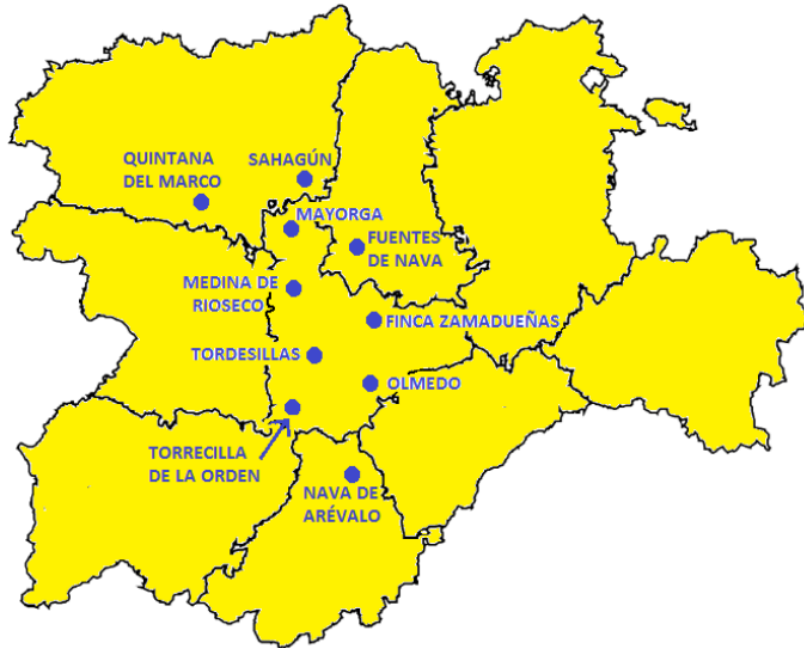 QUINTANA
DEL MARCO
SAHAGÚN
MAYORGA
FUENTES
DE NAVA
MEDINA DE
RIOSECO
FINCA ZAMADUEÑAS
TORDESILLAS
OLMEDO
TORRECILLA
DE LA ORDEN
NAVA DE
ARÉVALO